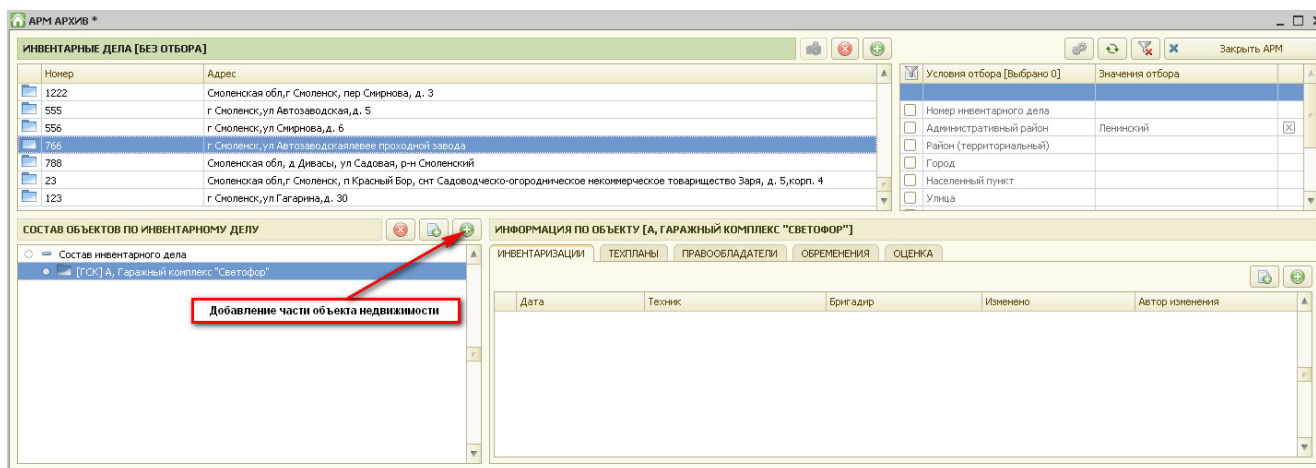 АРМ АРХИВ *
ИНВЕНТАРНЫЕ ДЕЛА [БЕЗ ОТБОРА]
Закрыть АРМ
Номер Адрес
1222 Смоленская обл,г Смоленск, пер Смирнова, д. 3
555 г Смоленск,ул Автозаводская,д. 5
556 г Смоленск,ул Смирнова,д. 6
766 г Смоленск,ул Автозаводскаялевее проходной завода
788 Смоленская обл, д Дивасы, ул Садовая, р-н Смоленский
23 Смоленская обл,г Смоленск, п Красный Бор, снт Садоводческо-огородническое некоммерческое товарищество Заря, д. 5,корп. 4
123 г Смоленск,ул Гагарина,д. 30
Условия отбора [Выбрано 0] Значения отбора
Номер инвентарного дела
Административный район Ленинский
Район (территориальный)
Город
Населенный пункт
Улица
СОСТАВ ОБЪЕКТОВ ПО ИНВЕНТАРНОМУ ДЕЛУ
Состав инвентарного дела
[ГСК] А, Гаражный комплекс "Светофор"
Добавление части объекта недвижимости
ИНФОРМАЦИЯ ПО ОБЪЕКТУ [А, ГАРАЖНЫЙ КОМПЛЕКС "СВЕТОФОР"]
ИНВЕНТАРИЗАЦИИ ТЕХПЛАНЫ ПРАВООБЛАДАТЕЛИ ОБРЕМЕНЕНИЯ ОЦЕНКА
Дата Техник Бригадир Изменено Автор изменения